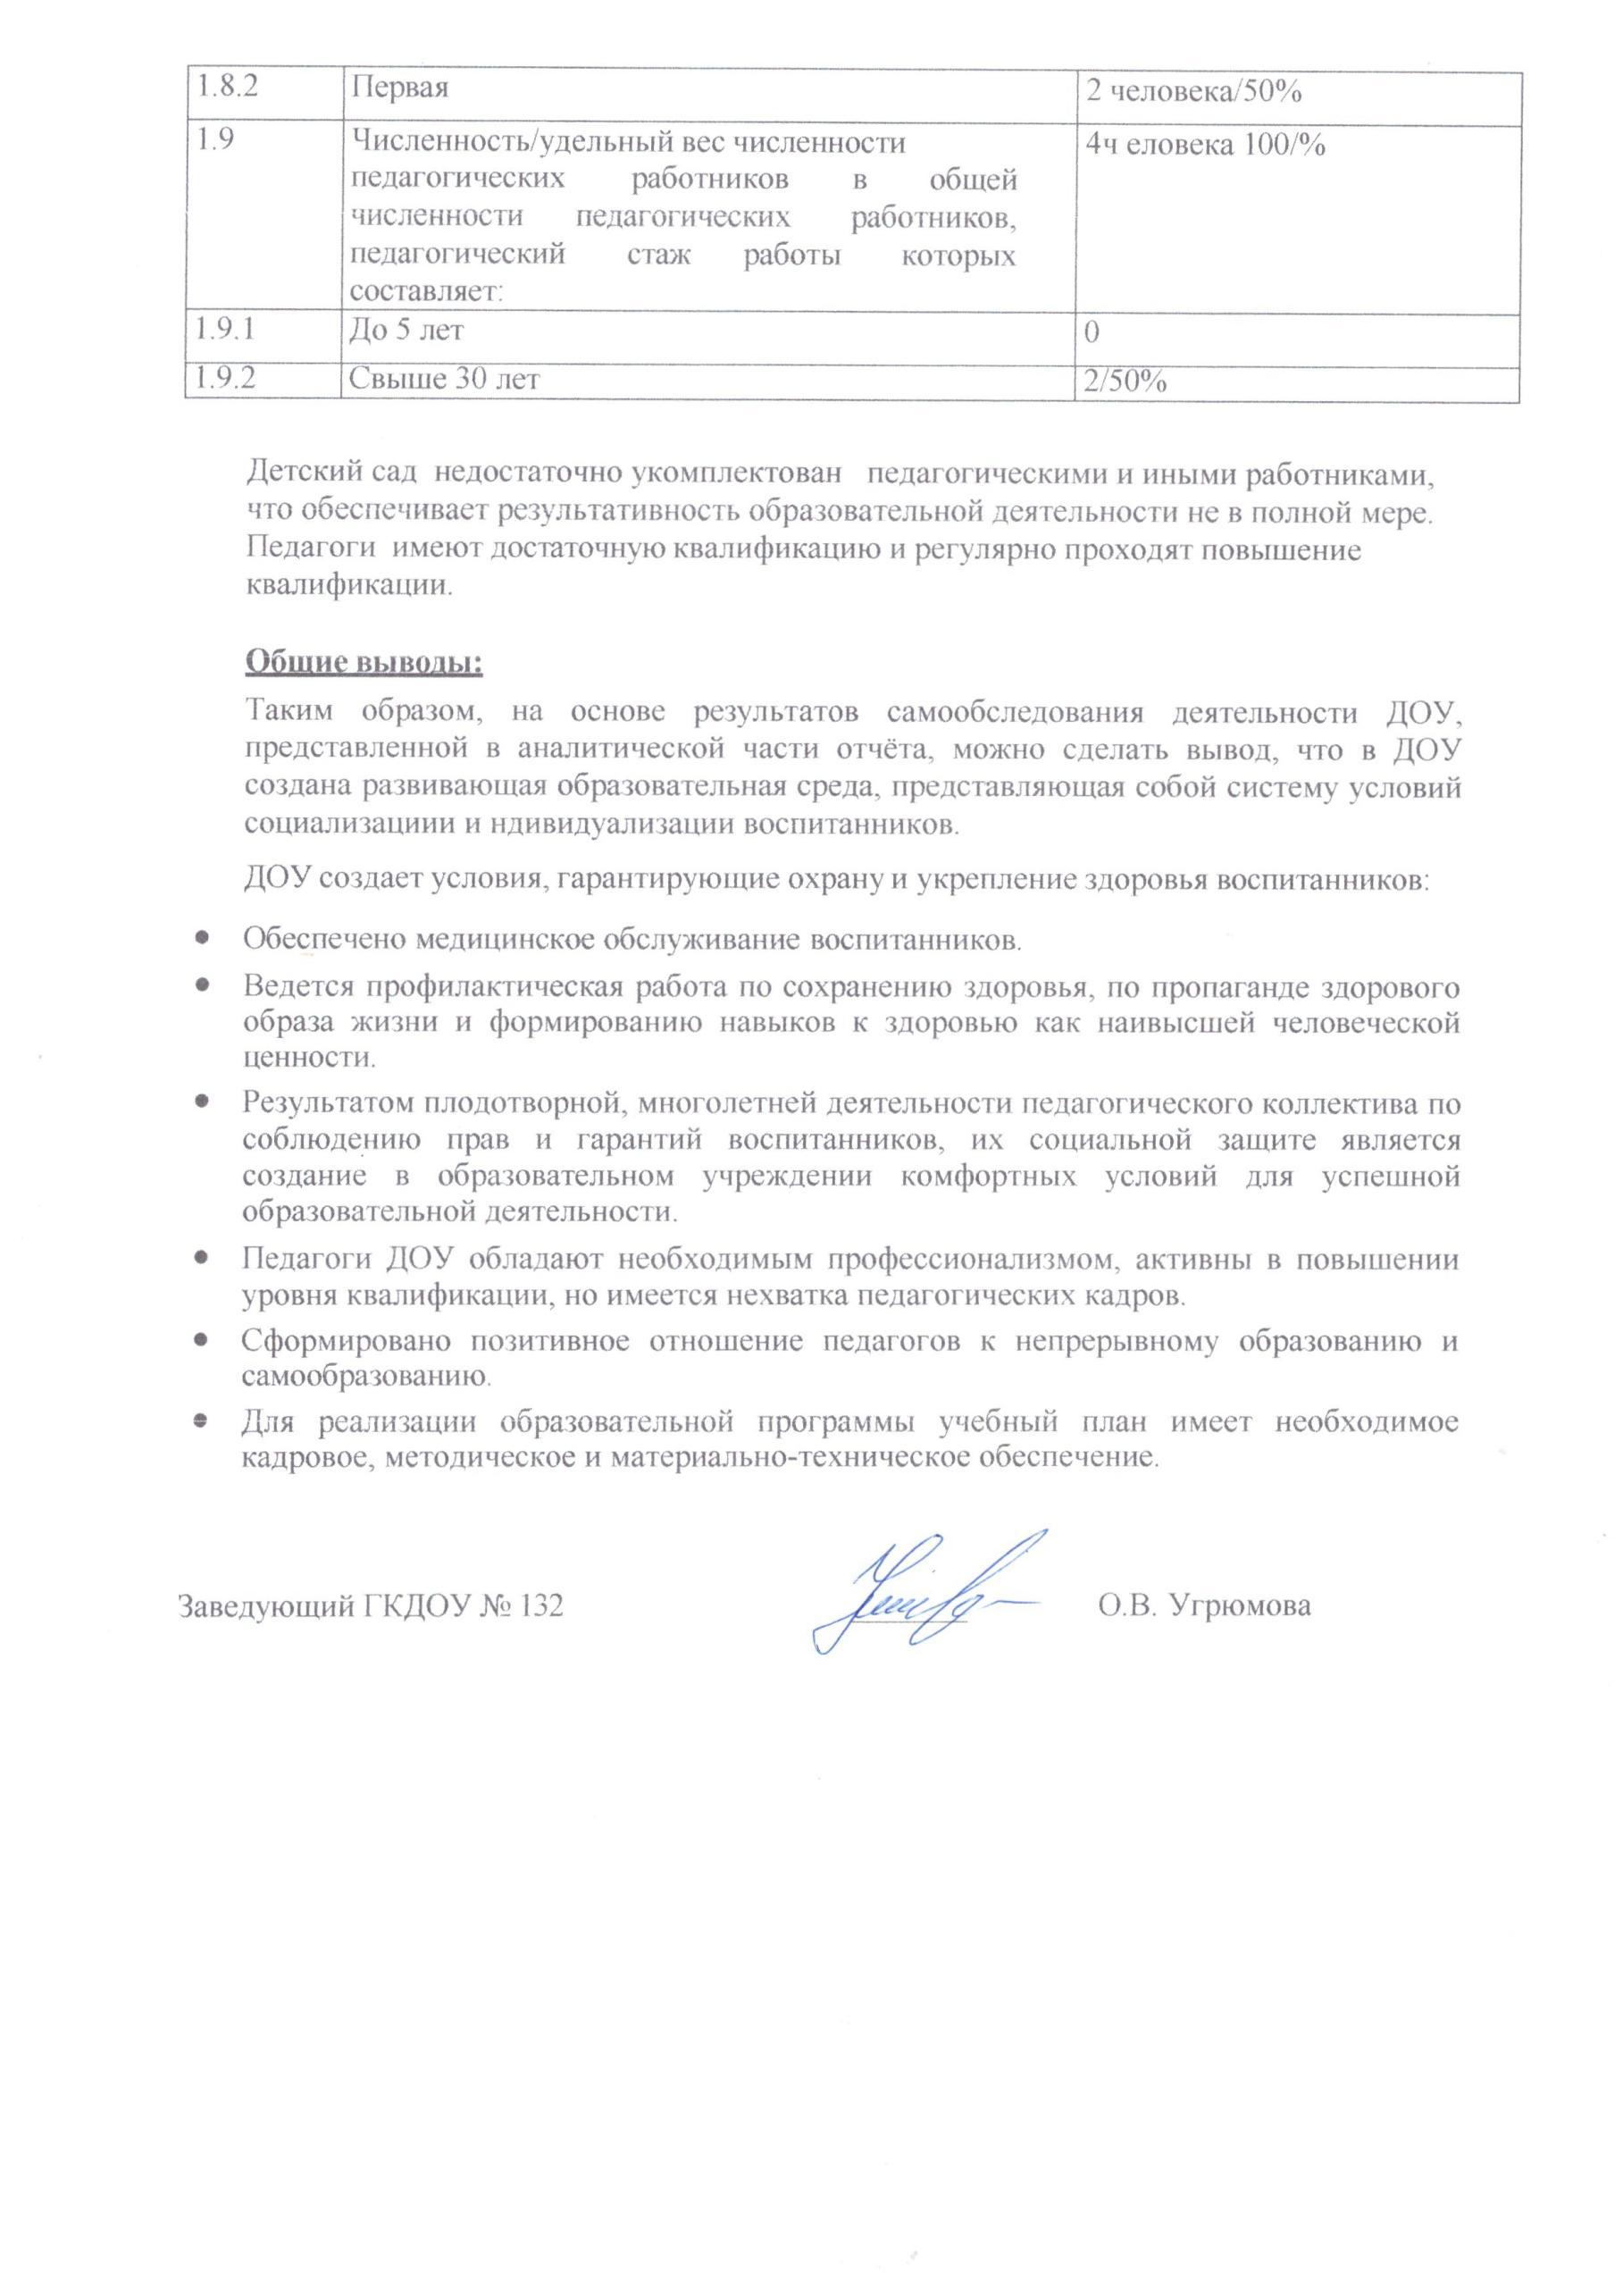 1.8.2 Первая 2 человека/50%
1.9 Численность/удельный вес численности 4ч еловека 100/%
педагогических работников в общей
численности педагогических работников,
педагогический стаж работы которых
составляет:
1.9.1 До 5 лет 0
1.9.2 Свыше 30 лет 2/50%
Детский сад недостаточно укомплектован педагогическими и иными работниками,
что обеспечивает результативность образовательной деятельности не в полной мере.
Педагоги имеют достаточную квалификацию и регулярно проходят повышение
квалификации.
Общие выводы:
Таким образом, на основе результатов самообследования деятельности ДОУ,
представленной в аналитической части отчёта, можно сделать вывод, что в ДОУ
создана развивающая образовательная среда, представляющая собой систему условий
социализациии и ндивидуализации воспитанников.
ДОУ создает условия, гарантирующие охрану и укрепление здоровья воспитанников:
• Обеспечено медицинское обслуживание воспитанников.
• Ведется профилактическая работа по сохранению здоровья, по пропаганде здорового
образа жизни и формированию навыков к здоровью как наивысшей человеческой
ценности.
• Результатом плодотворной, многолетней деятельности педагогического коллектива по
соблюдению прав и гарантий воспитанников, их социальной защите является
создание в образовательном учреждении комфортных условий для успешной
образовательной деятельности.
• Педагоги ДОУ обладают необходимым профессионализмом, активны в повышении
уровня квалификации, но имеется нехватка педагогических кадров.
• Сформировано позитивное отношение педагогов к непрерывному образованию и
самообразованию.
• Для реализации образовательной программы учебный план имеет необходимое
кадровое, методическое и материально-техническое обеспечение.
Заведующий ГКДОУ № 132 О.В. Угрюмова